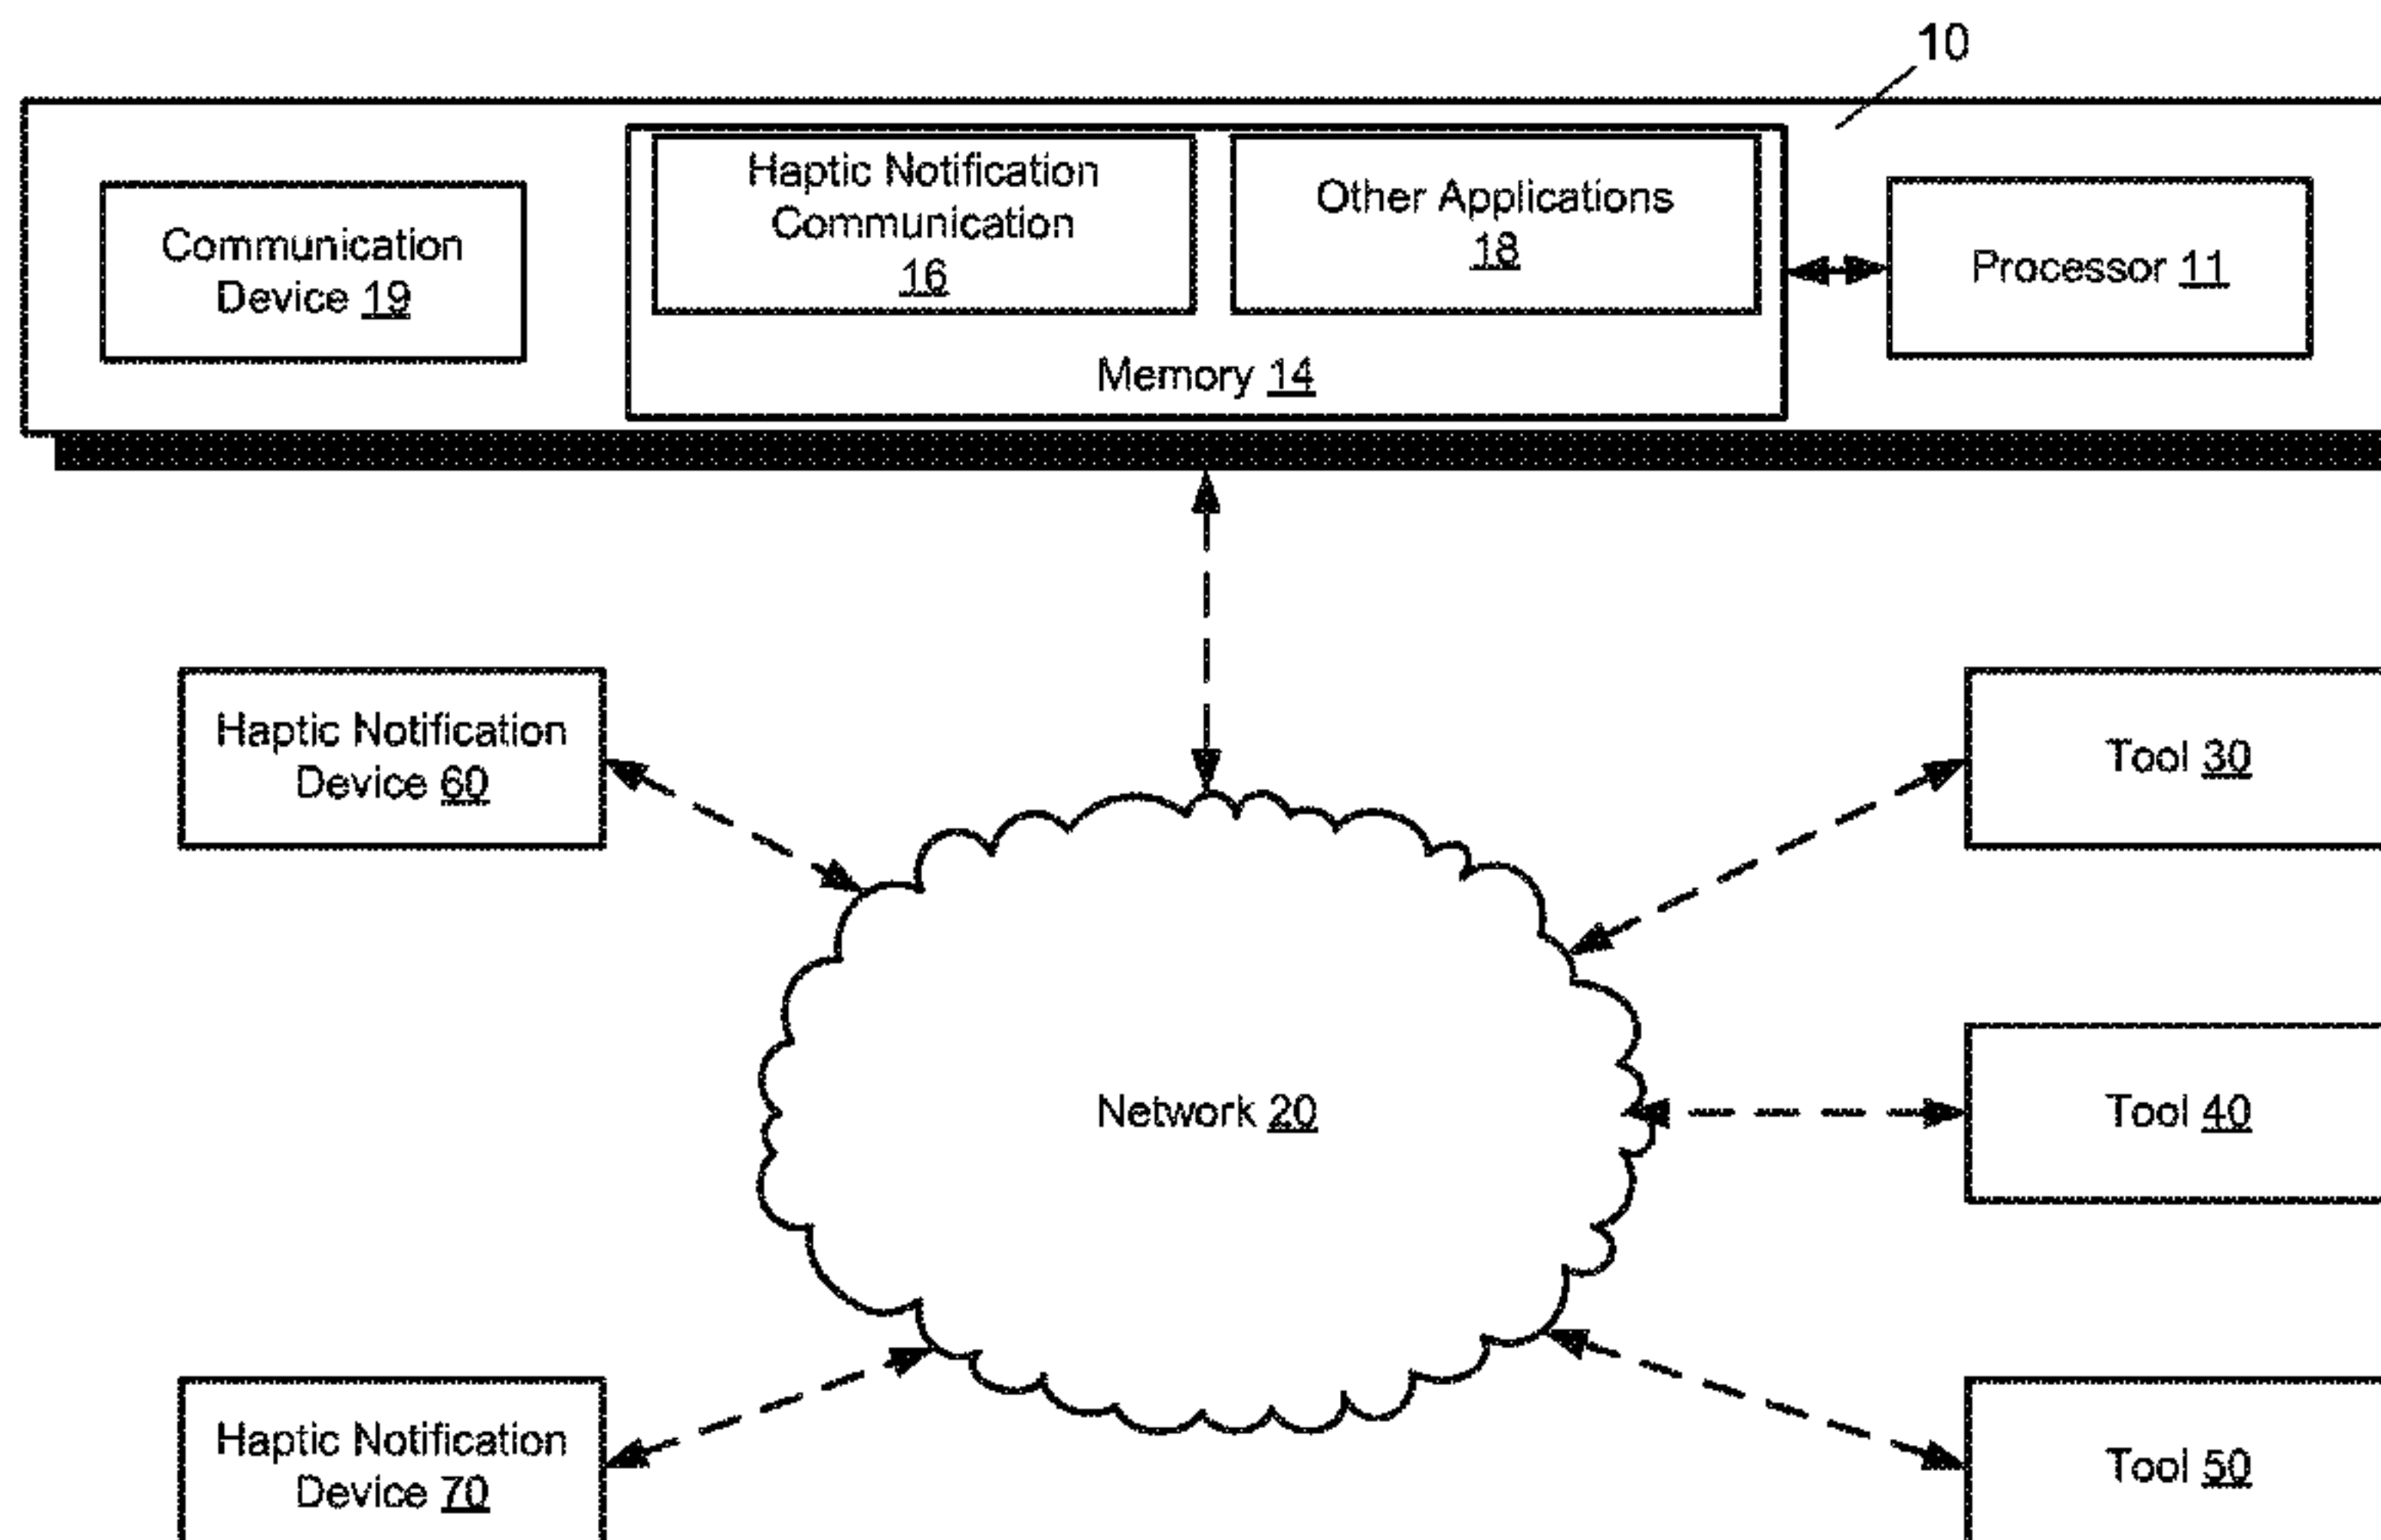 10
Haptic Notification
Communication
16
Other Applications
18
Communication
Device 19
Processor 11
Memory 14
Haptic Notification
Device 60
Tool 30
Network 20
Tool 40
Haptic Notification
Device 70
Tool 50